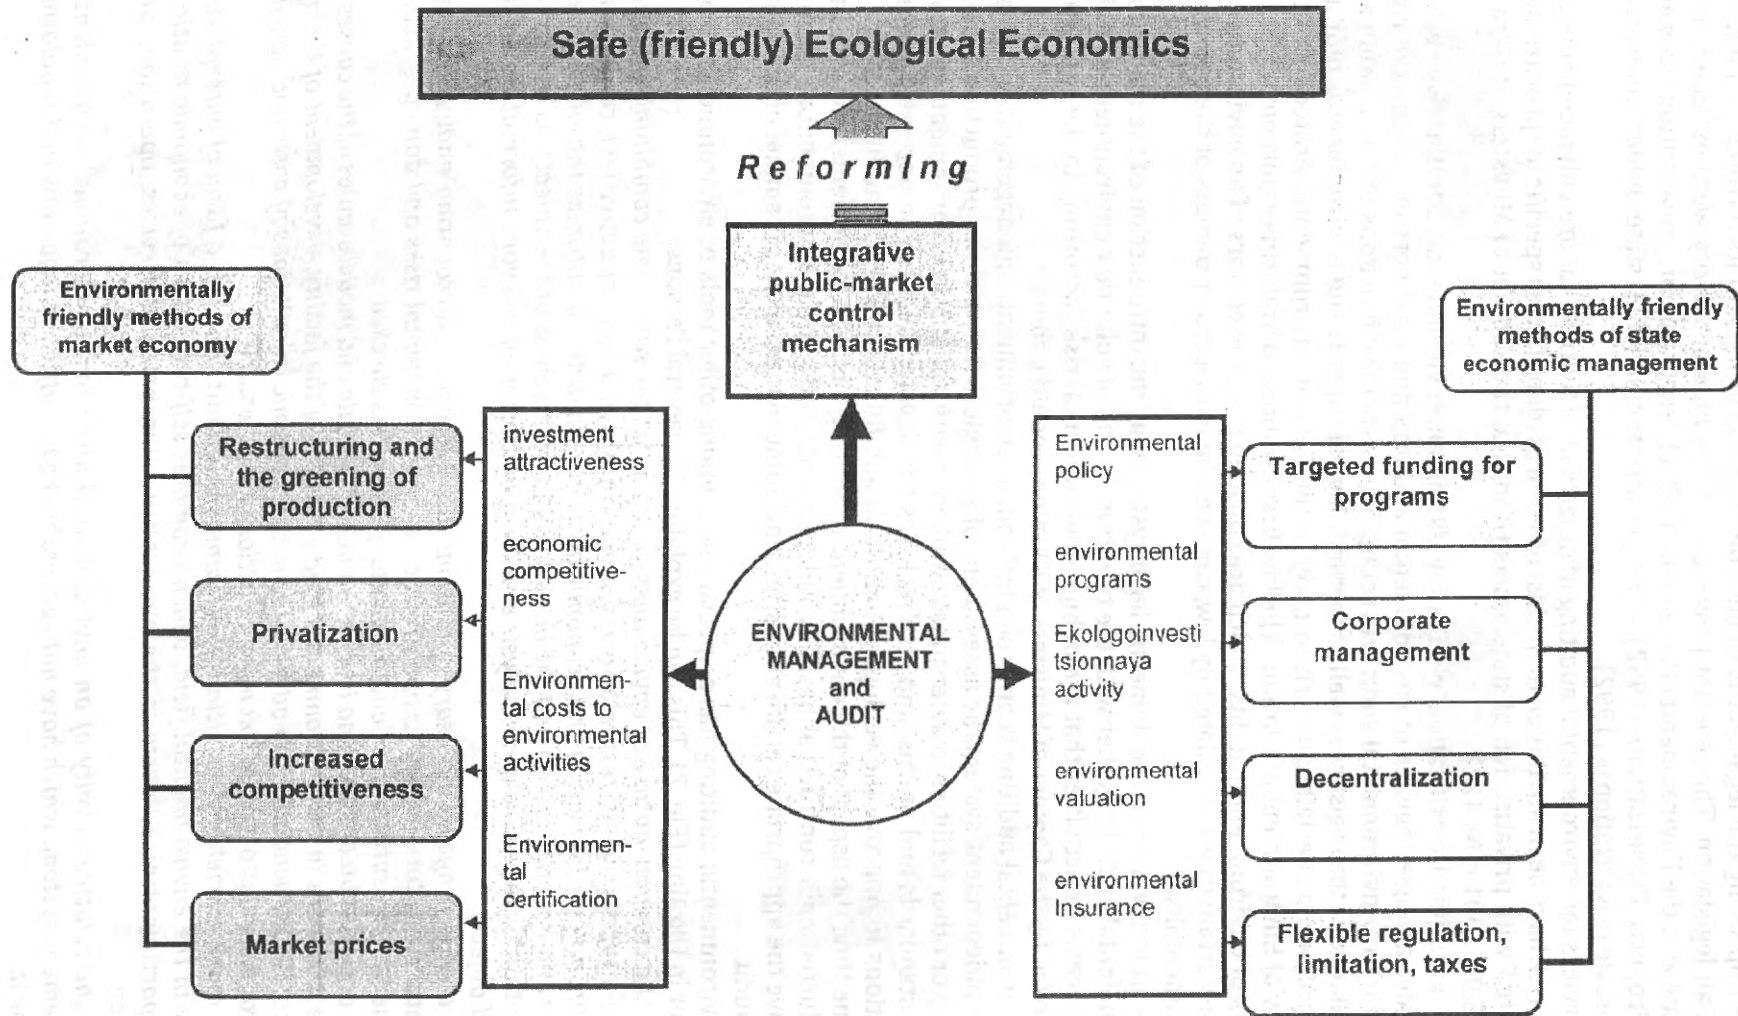 Safe (friendly) Ecological Economics
ReformIng
Integrative
public-market
control
mechanism
Environmentally
friendly methods of
market economy
Restructuring and
the greening of
production
Privatization
Increased
competitiveness
Market prices
investment
attractiveness
economic
competitive-
ness
Environmen-
tal costs to
environmental
activities
Environmen-
tal
certification
ENVIRONMENTAL
MANAGEMENT
and
AUDIT
Environmental
policy
environmental
programs
Ekologoinvesti
tsionnaya
activity
environmental
valuation
environmental
Insurance
Environmentally friendly
methods of state
economic management
Targeted funding for
programs
Corporate
management
Decentralization
Flexible regulation,
limitation, taxes